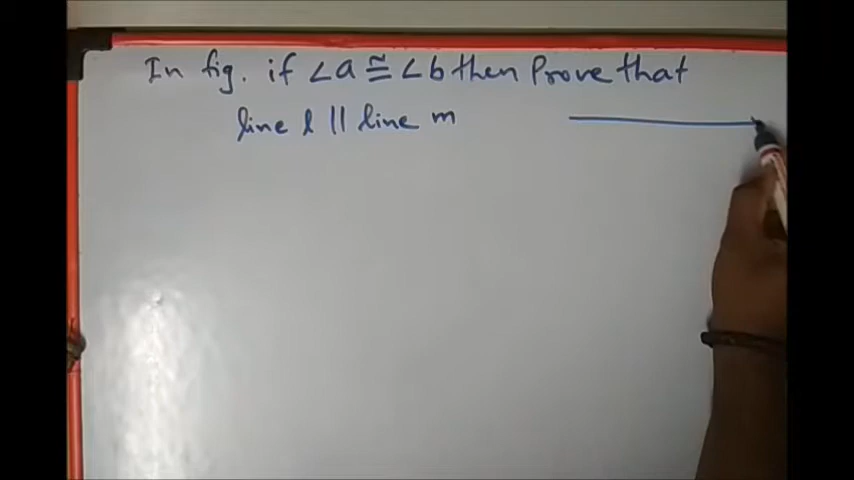 In fig. if ∠a ≅ ∠b then Prove that
line l || line m